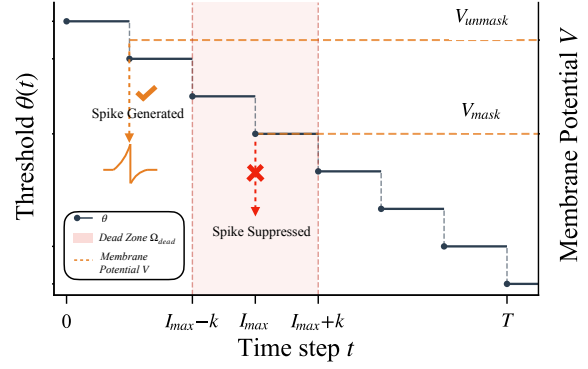 V_unmask
V_mask
Spike Generated
Spike Suppressed
θ
Dead Zone Ω_dead
Membrane
Potential V
Threshold θ(t)
Membrane Potential V
0
I_max−k
I_max
I_max+k
T
Time step t